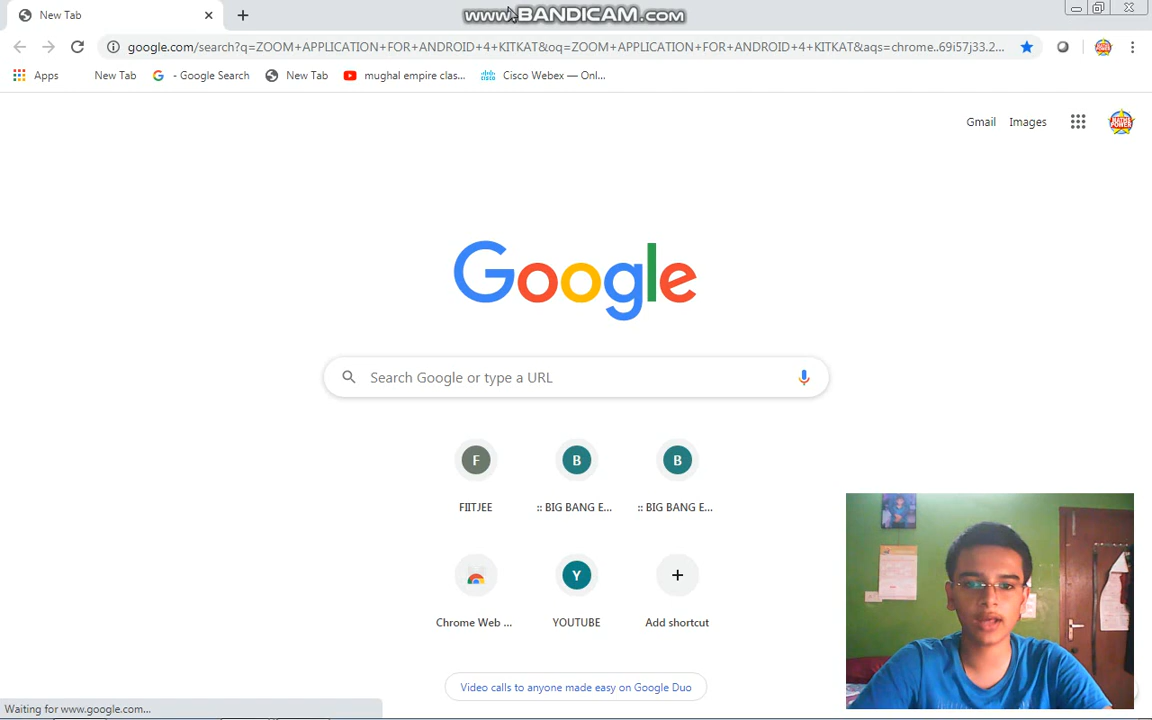 New Tab
www.BANDICAM.COM
google.com/search?q=ZOOM+APPLICATION+FOR+ANDROID+4+KITKAT&oq=ZOOM+APPLICATION+FOR+ANDROID+4+KITKAT&aqs=chrome..69i57j33.2...
Apps New Tab G - Google Search New Tab mughal empire clas... Cisco Webex — Onl...
Gmail Images
Google
Search Google or type a URL
F B B
FIITJEE :: BIG BANG E... :: BIG BANG E...
Y
Chrome Web ... YOUTUBE Add shortcut
Video calls to anyone made easy on Google Duo
Waiting for www.google.com...